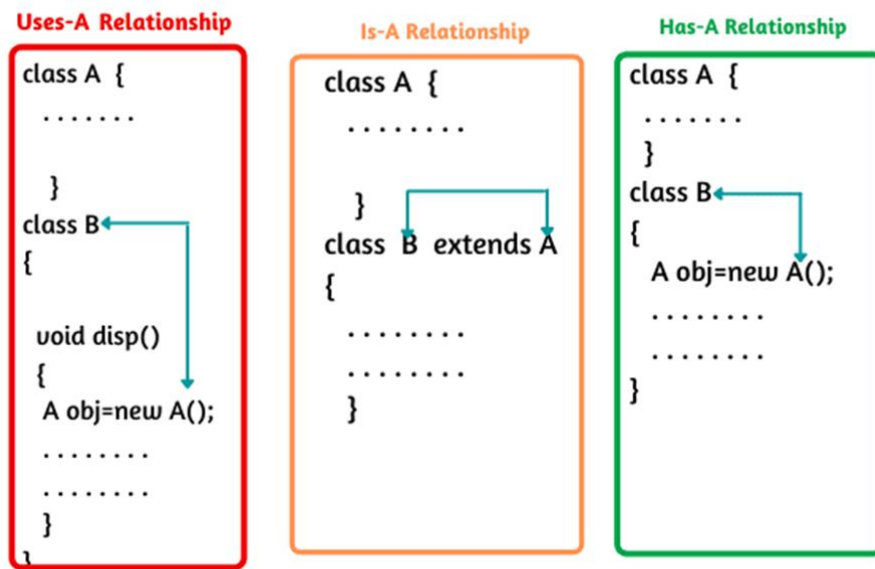 Uses-A Relationship
class A {
.......
}
class B
{
void disp()
{
A obj=new A();
........
........
}
}
Is-A Relationship
class A {
........
}
class B extends A
{
........
........
}
Has-A Relationship
class A {
.......
}
class B
{
A obj=new A();
........
........
}